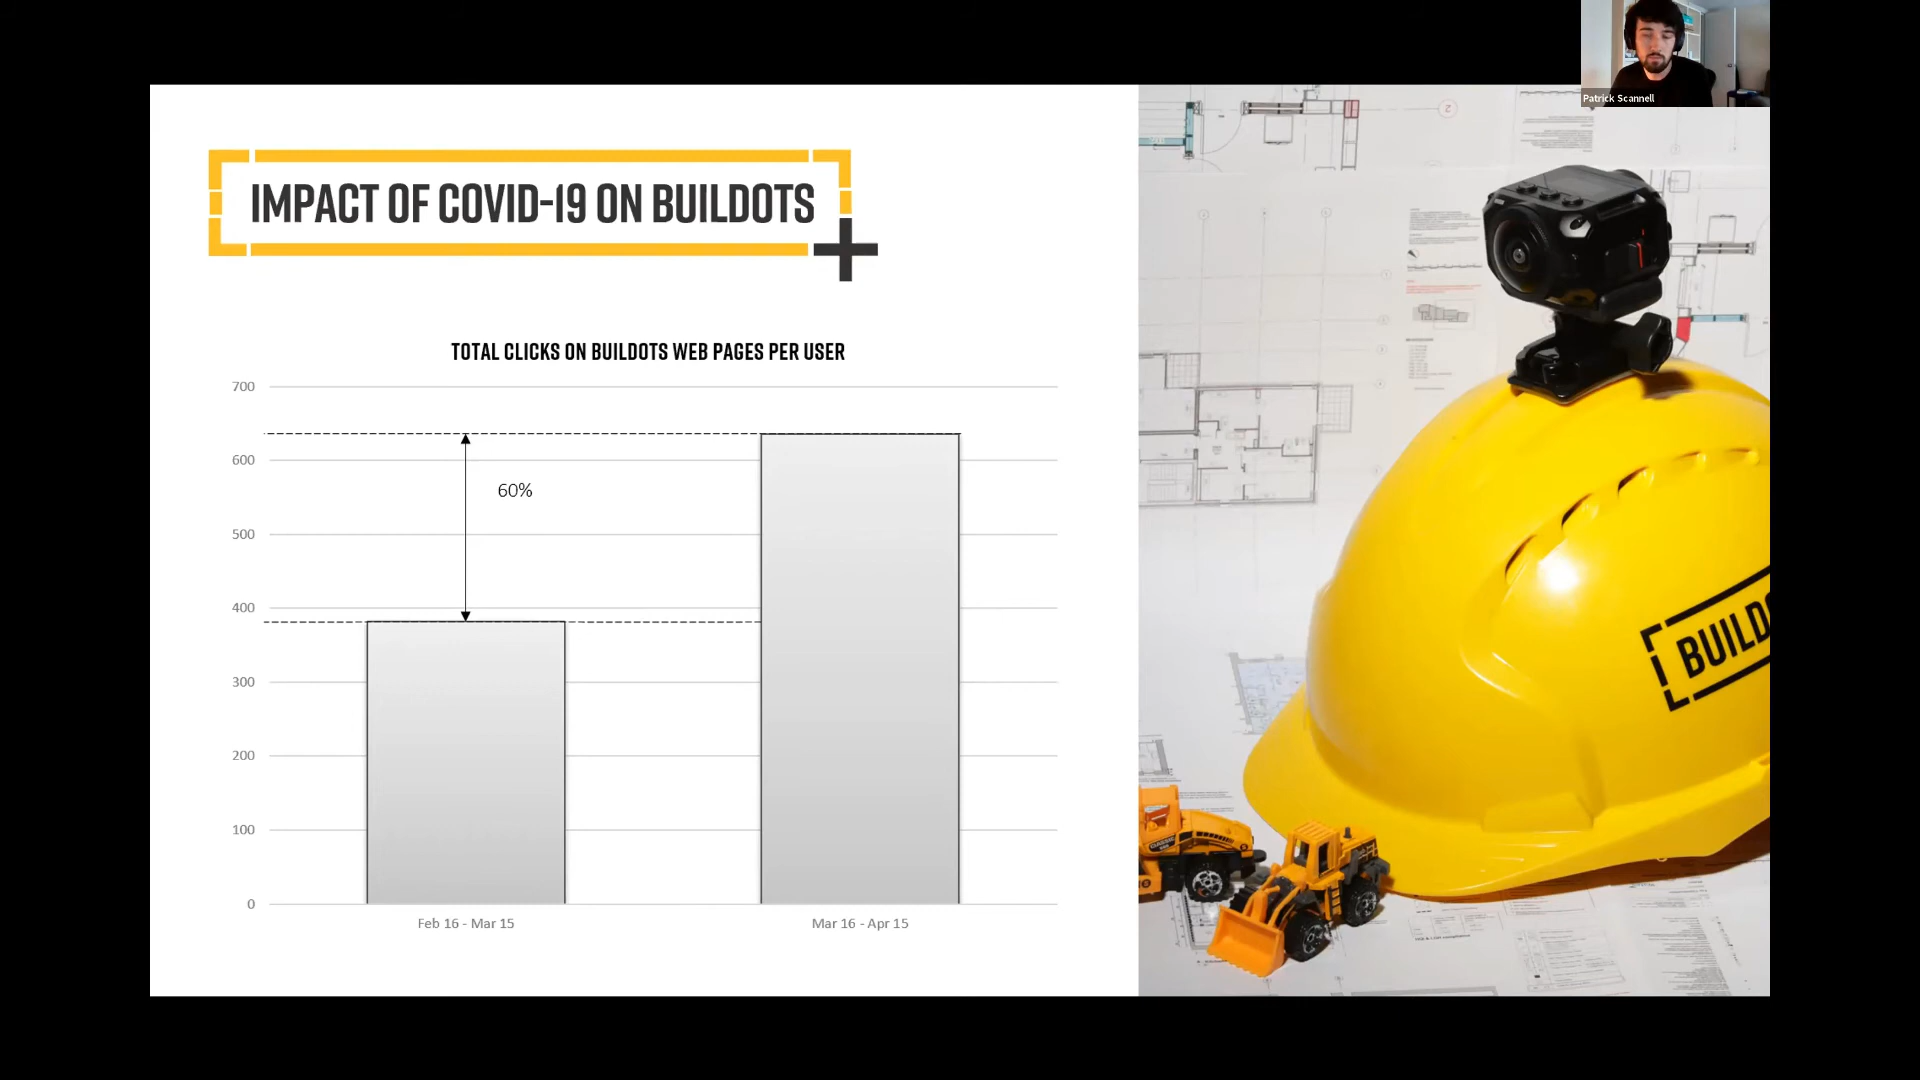 Patrick Scannell
IMPACT OF COVID-19 ON BUILDOTS
TOTAL CLICKS ON BUILDOTS WEB PAGES PER USER
700
600
60%
500
400
300
200
100
0
Feb 16 - Mar 15
Mar 16 - Apr 15
BUILD